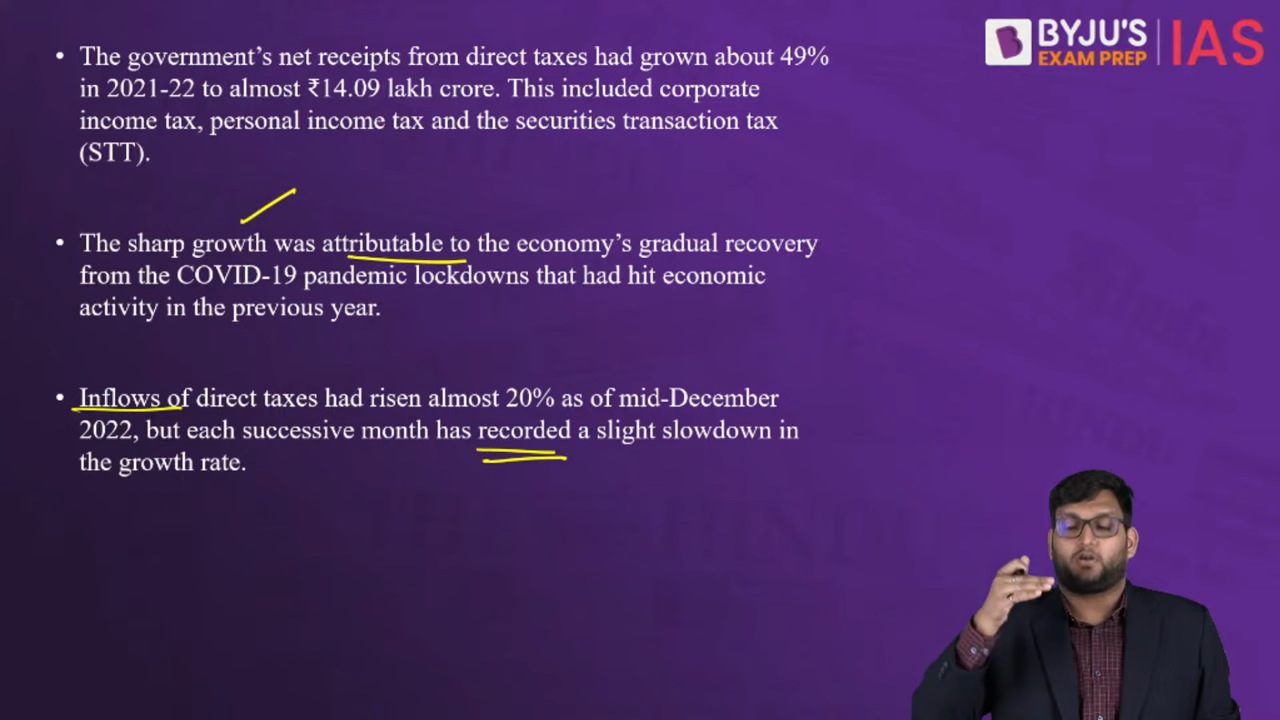 • The government’s net receipts from direct taxes had grown about 49%
in 2021-22 to almost ₹14.09 lakh crore. This included corporate
income tax, personal income tax and the securities transaction tax
(STT).
• The sharp growth was attributable to the economy’s gradual recovery
from the COVID-19 pandemic lockdowns that had hit economic
activity in the previous year.
• Inflows of direct taxes had risen almost 20% as of mid-December
2022, but each successive month has recorded a slight slowdown in
the growth rate.
BYJU'S
EXAM PREP
IAS
HINDU